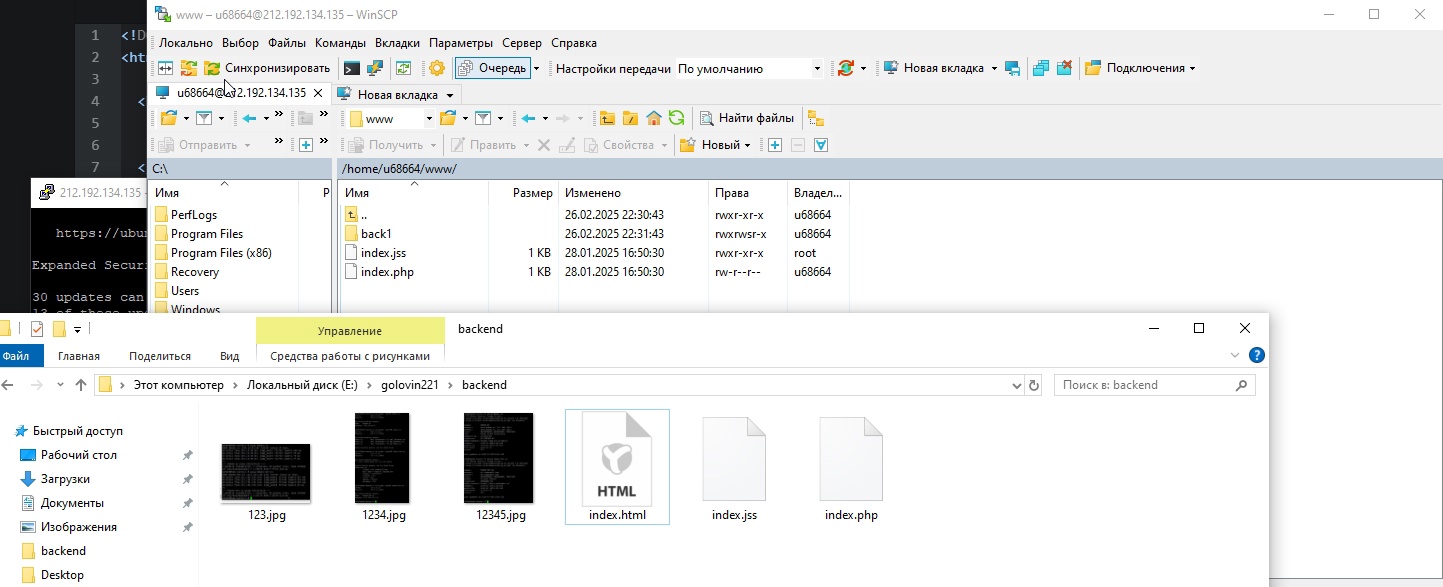 www – u68664@212.192.134.135 – WinSCP
1 <!D
Локально Выбор Файлы Команды Вкладки Параметры Сервер Справка
2 <ht
Синхронизировать Очередь Настройки передачи По умолчанию Новая вкладка Подключения
3
u68664@ 12.192.134.135 Новая вкладка
4 <
5
www Найти файлы
6
Отправить » Получить Править Свойства Новый
7 <
C:\ /home/u68664/www/
212.192.134.135 -
Имя Р Имя Размер Изменено Права Владел...
PerfLogs .. 26.02.2025 22:30:43 rwxr-xr-x u68664
https://ubu
Program Files back1 26.02.2025 22:31:43 rwxrwsr-x u68664
Program Files (x86) index.jss 1 KB 28.01.2025 16:50:30 rwxr-xr-x root
Expanded Secur
Recovery index.php 1 KB 28.01.2025 16:50:30 rw-r--r-- u68664
Users
30 updates can
Windows
Управление backend
Файл Главная Поделиться Вид Средства работы с рисунками
Этот компьютер › Локальный диск (E:) › golovin221 › backend Поиск в: backend
Быстрый доступ
Рабочий стол
Загрузки
Документы
Изображения
backend
Desktop
HTML
123.jpg 1234.jpg 12345.jpg index.html index.jss index.php